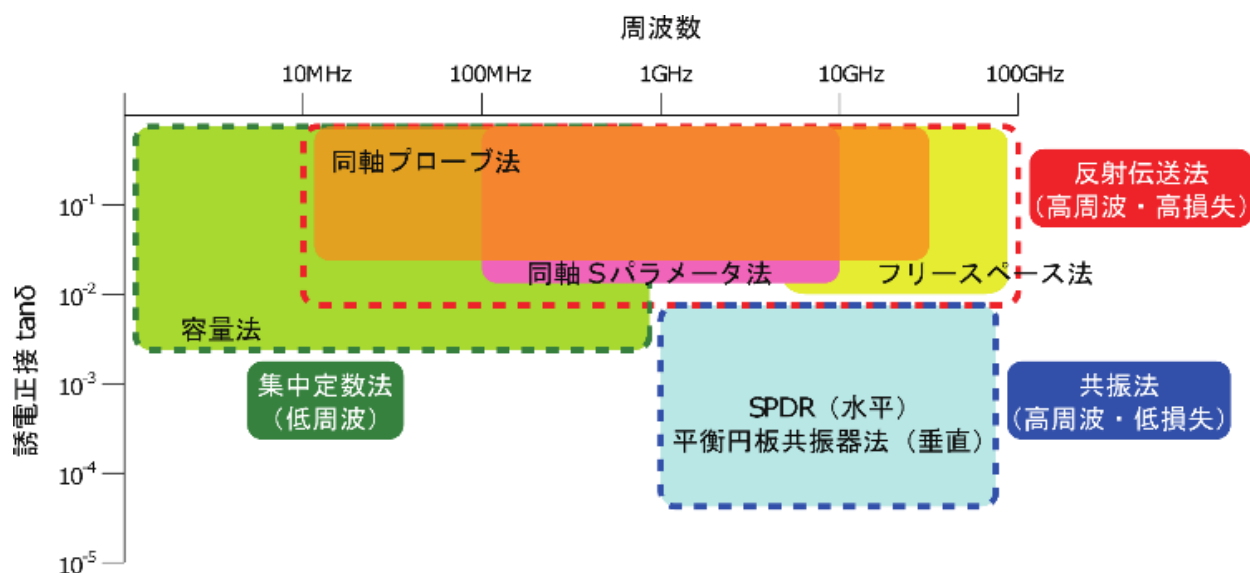 周波数
10MHz 100MHz 1GHz 10GHz 100GHz
誘電正接 tanδ
10-1
10-2
10-3
10-4
10-5
同軸プローブ法
同軸Sパラメータ法
フリースペース法
容量法
反射伝送法
（高周波・高損失）
集中定数法
（低周波）
SPDR（水平）
平衡円板共振器法（垂直）
共振法
（高周波・低損失）